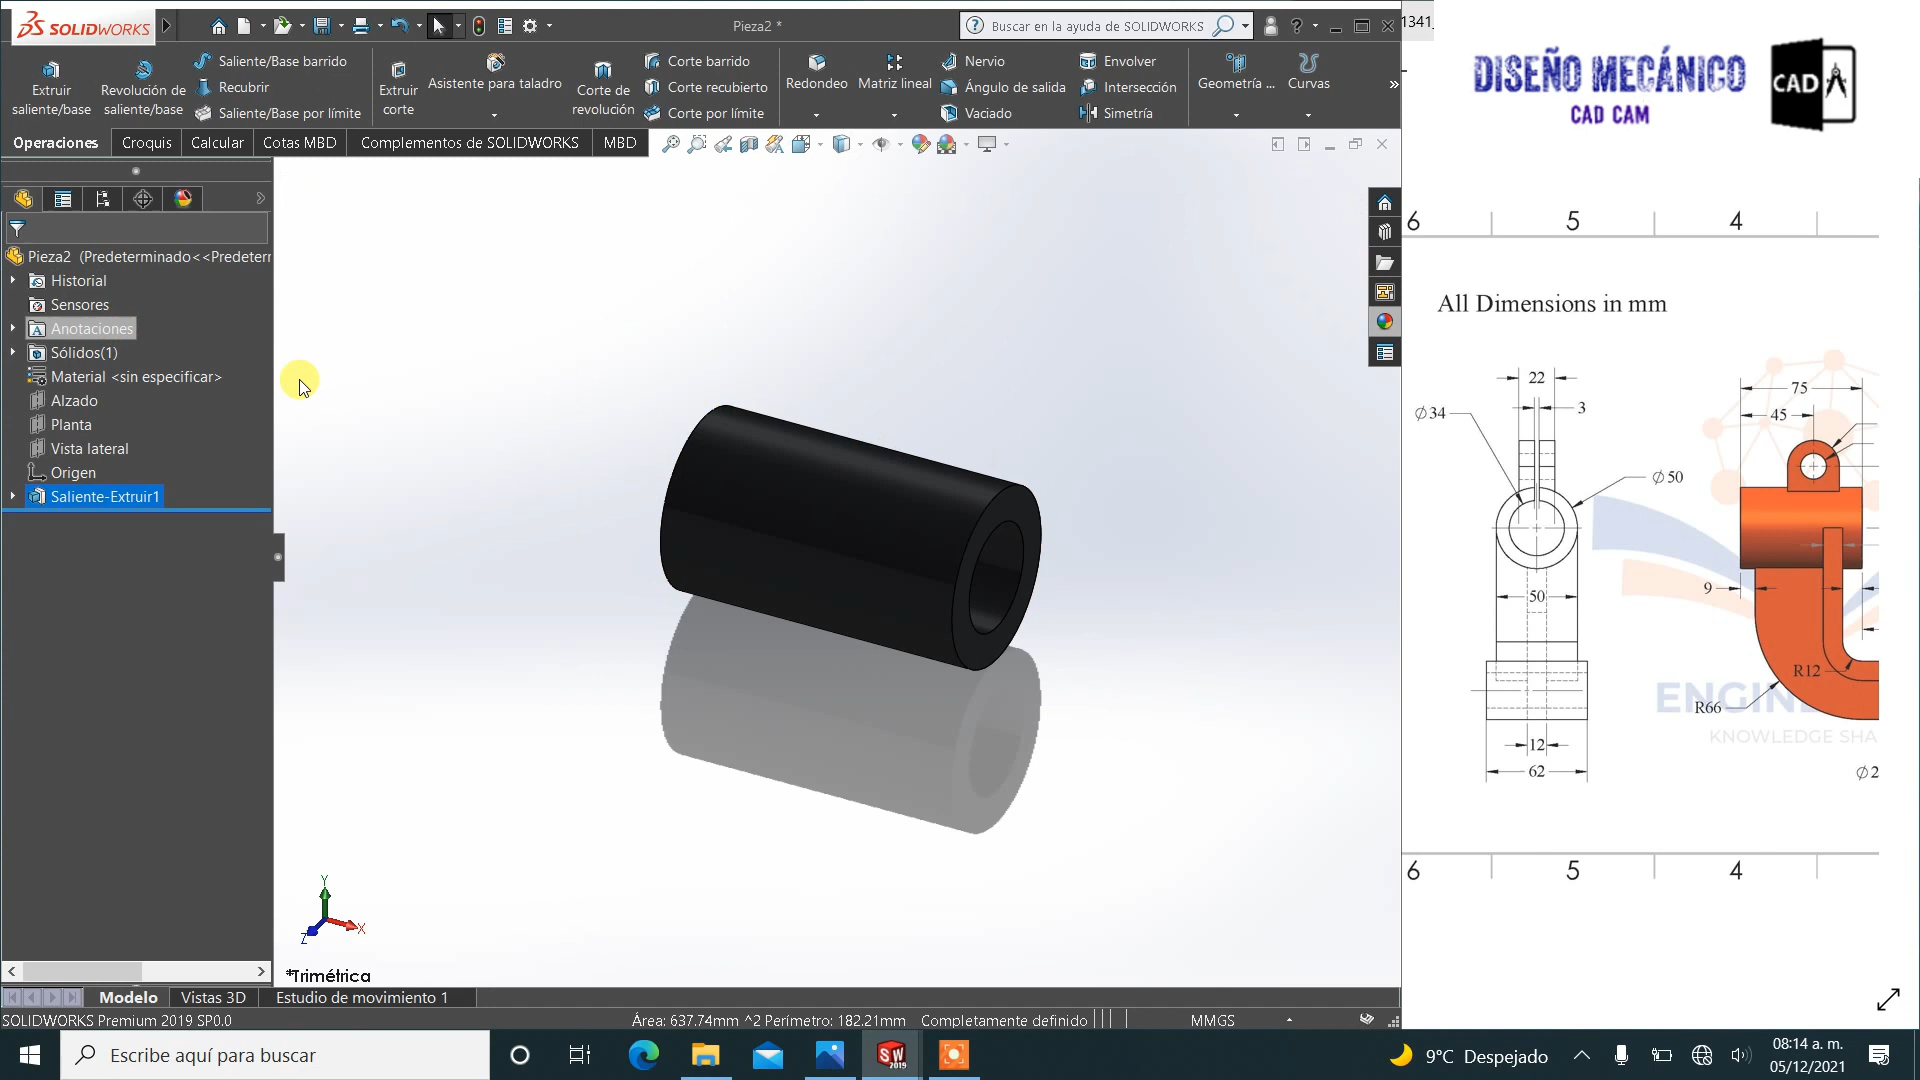 SOLIDWORKS
Pieza2 *
Buscar en la ayuda de SOLIDWORKS
1341_
Extruir saliente/base
Revolución de saliente/base
Saliente/Base barrido
Recubrir
Saliente/Base por límite
Extruir corte
Asistente para taladro
Corte de revolución
Corte barrido
Corte recubierto
Corte por límite
Redondeo
Matriz lineal
Nervio
Ángulo de salida
Vaciado
Envolver
Intersección
Simetría
Geometría ...
Curvas
DISEÑO MECÁNICO
CAD CAM
CAD
Operaciones
Croquis
Calcular
Cotas MBD
Complementos de SOLIDWORKS
MBD
Pieza2 (Predeterminado<<Predeterr
Historial
Sensores
Anotaciones
Sólidos(1)
Material <sin especificar>
Alzado
Planta
Vista lateral
Origen
Saliente-Extruir1
Y
X
Z
*Trimétrica
6 5 4
All Dimensions in mm
22
3
Ø34
Ø50
50
12
62
75
45
9
R12
R66
ENGIN
KNOWLEDGE SHA
Ø2
6 5 4
Modelo
Vistas 3D
Estudio de movimiento 1
SOLIDWORKS Premium 2019 SP0.0
Área: 637.74mm ^2 Perímetro: 182.21mm
Completamente definido
MMGS
Escribe aquí para buscar
SW
2019
9°C Despejado
08:14 a. m.
05/12/2021